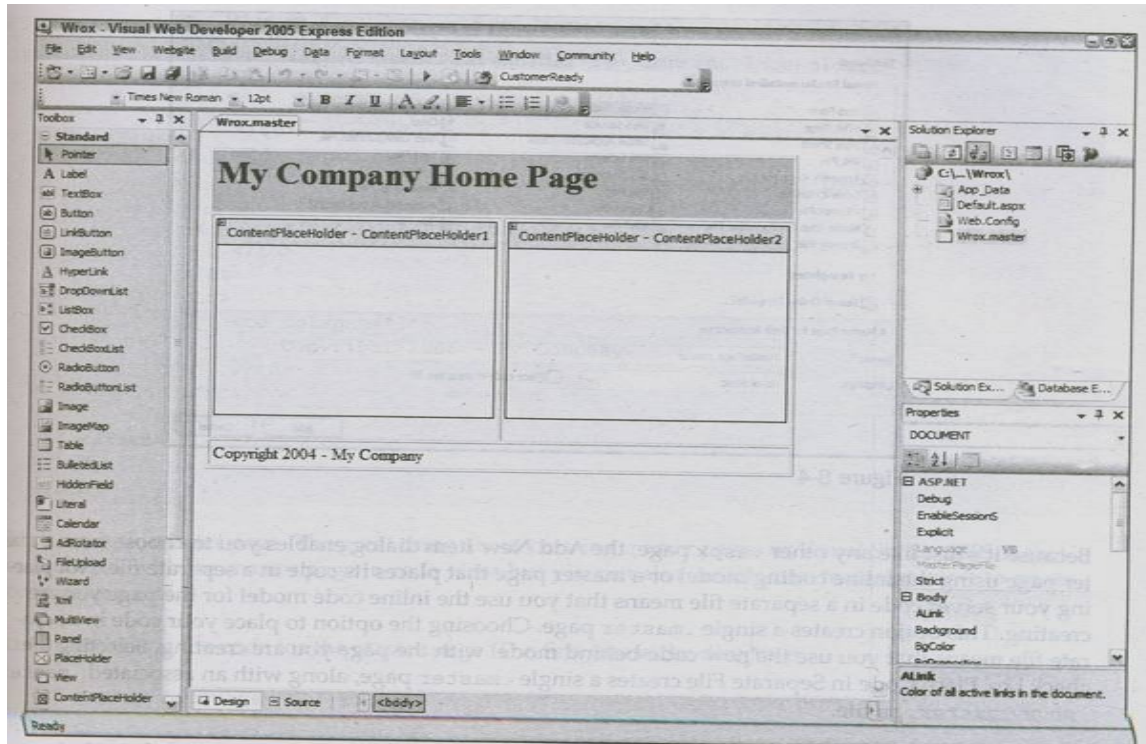 Wrox - Visual Web Developer 2005 Express Edition
File Edit View Website Build Debug Data Format Layout Tools Window Community Help
CustomerReady
Times New Roman 12pt B I U A
Toolbox
Standard
Pointer
A Label
abl TextBox
ab Button
LinkButton
ImageButton
A HyperLink
DropDownList
ListBox
CheckBox
CheckBoxList
RadioButton
RadioButtonList
Image
ImageMap
Table
BulletedList
HiddenField
Literal
Calendar
AdRotator
FileUpload
Wizard
Xml
MultiView
Panel
PlaceHolder
View
ContentPlaceHolder
Wrox.master
My Company Home Page
ContentPlaceHolder - ContentPlaceHolder1
ContentPlaceHolder - ContentPlaceHolder2
Copyright 2004 - My Company
Design Source <body>
Solution Explorer
C:\...\Wrox\
App_Data
Default.aspx
Web.Config
Wrox.master
Solution Ex... Database E...
Properties
DOCUMENT
ASP.NET
Debug
EnableSessionS
Explicit
Language VB
MasterPageFile
Strict
Body
ALink
Background
BgColor
ALink
Color of all active links in the document.
Ready